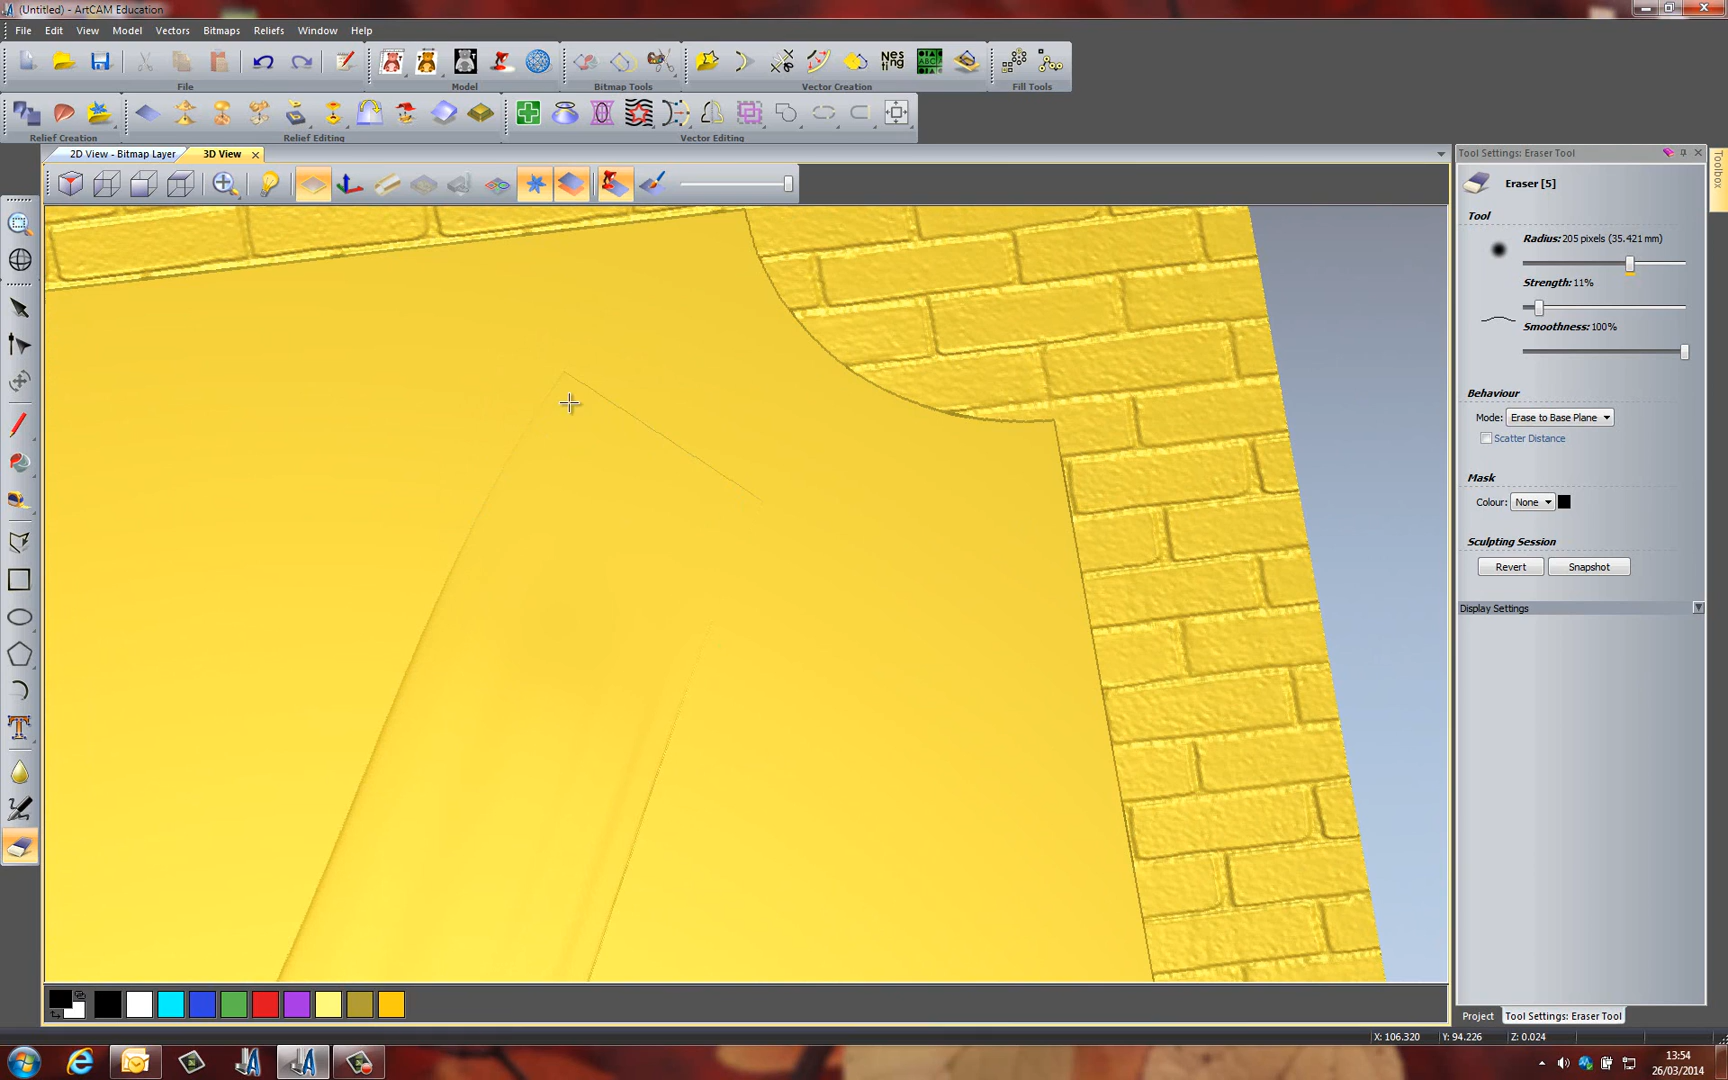 (Untitled) - ArtCAM Education
File Edit View Model Vectors Bitmaps Reliefs Window Help
File Model Bitmap Tools Vector Creation Fill Tools
Nes
ting
ABC
Relief Creation Relief Editing Vector Editing
2D View - Bitmap Layer 3D View
Tool Settings: Eraser Tool
Toolbox
Eraser [5]
Tool
Radius: 205 pixels (35.421 mm)
Strength: 11%
Smoothness: 100%
Behaviour
Mode: Erase to Base Plane
Scatter Distance
Mask
Colour: None
Sculpting Session
Revert Snapshot
Display Settings
T
Project Tool Settings: Eraser Tool
X: 106.320 Y: 94.226 Z: 0.024
13:54
26/03/2014